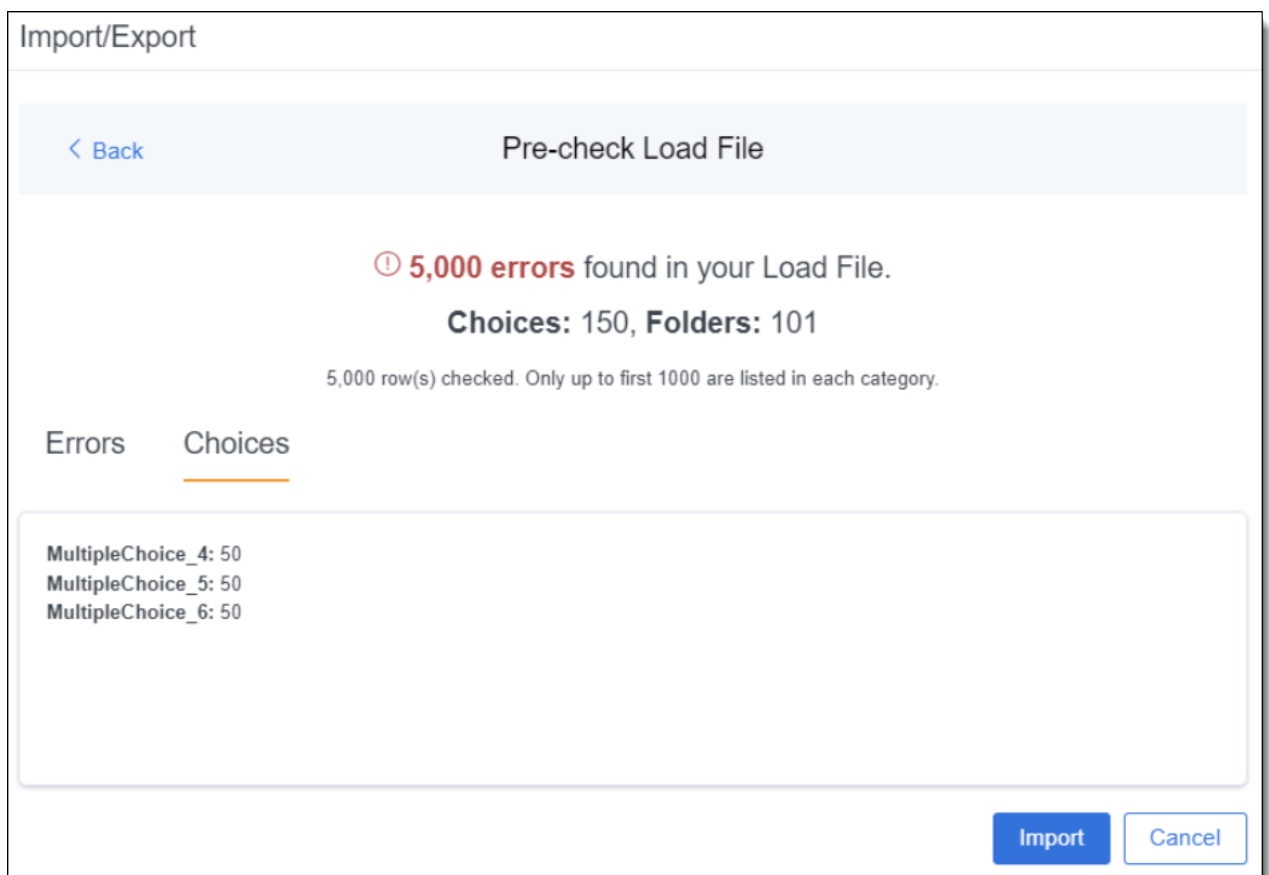 Import/Export
< Back
Pre-check Load File
5,000 errors found in your Load File.
Choices: 150, Folders: 101
5,000 row(s) checked. Only up to first 1000 are listed in each category.
Errors Choices
MultipleChoice_4: 50
MultipleChoice_5: 50
MultipleChoice_6: 50
Import Cancel